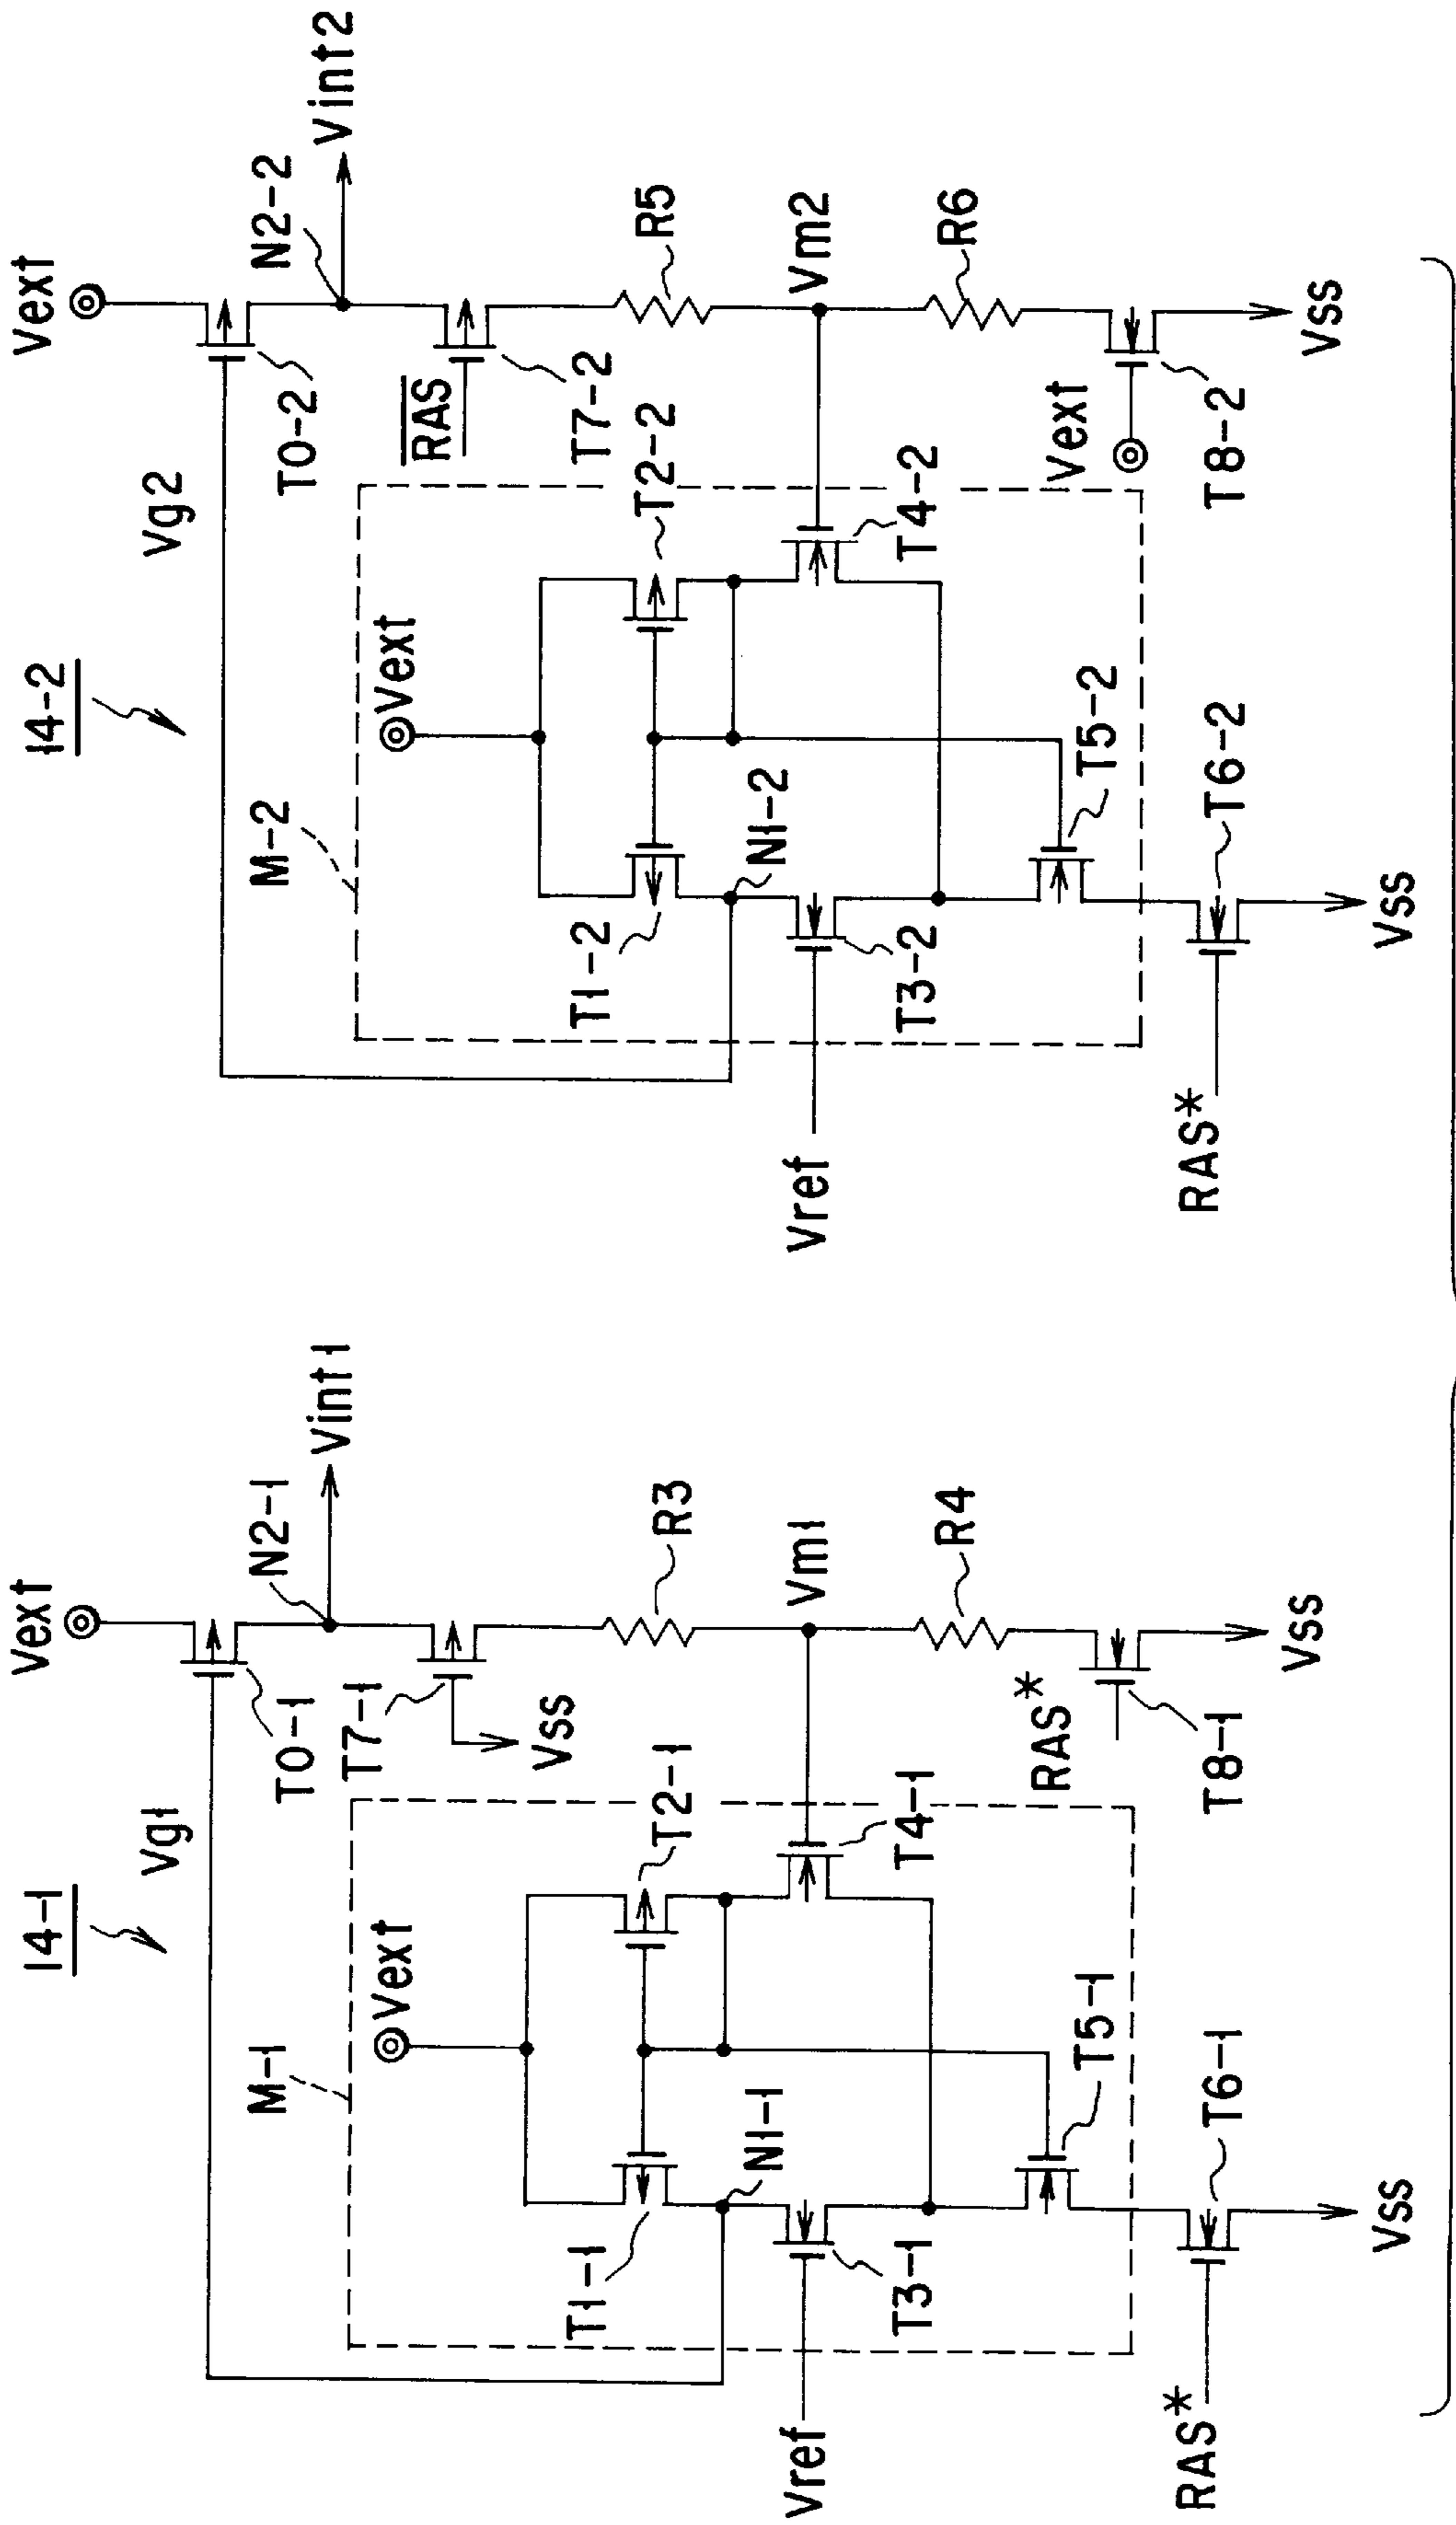 14-1
Vext
Vg1
N2-1
Vint1
T0-1
M-1
Vext
T7-1
Vss
T1-1
T2-1
R3
N1-1
Vref
T3-1
T4-1
Vm1
R4
T5-1
RAS*
T8-1
RAS*
T6-1
Vss
Vss
14-2
Vext
Vg2
N2-2
Vint2
T0-2
M-2
Vext
RAS
T7-2
T1-2
T2-2
R5
N1-2
Vref
T3-2
T4-2
Vm2
R6
T5-2
Vext
T8-2
RAS*
T6-2
Vss
Vss